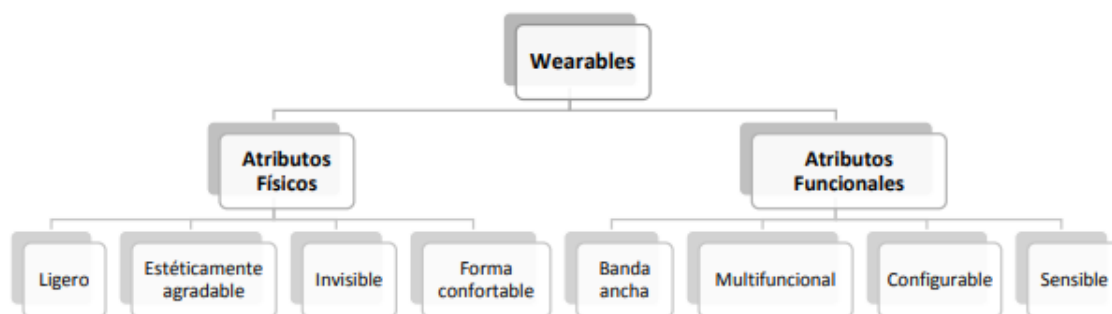 Wearables
Atributos
Físicos
Atributos
Funcionales
Ligero
Estéticamente
agradable
Invisible
Forma
confortable
Banda
ancha
Multifuncional
Configurable
Sensible